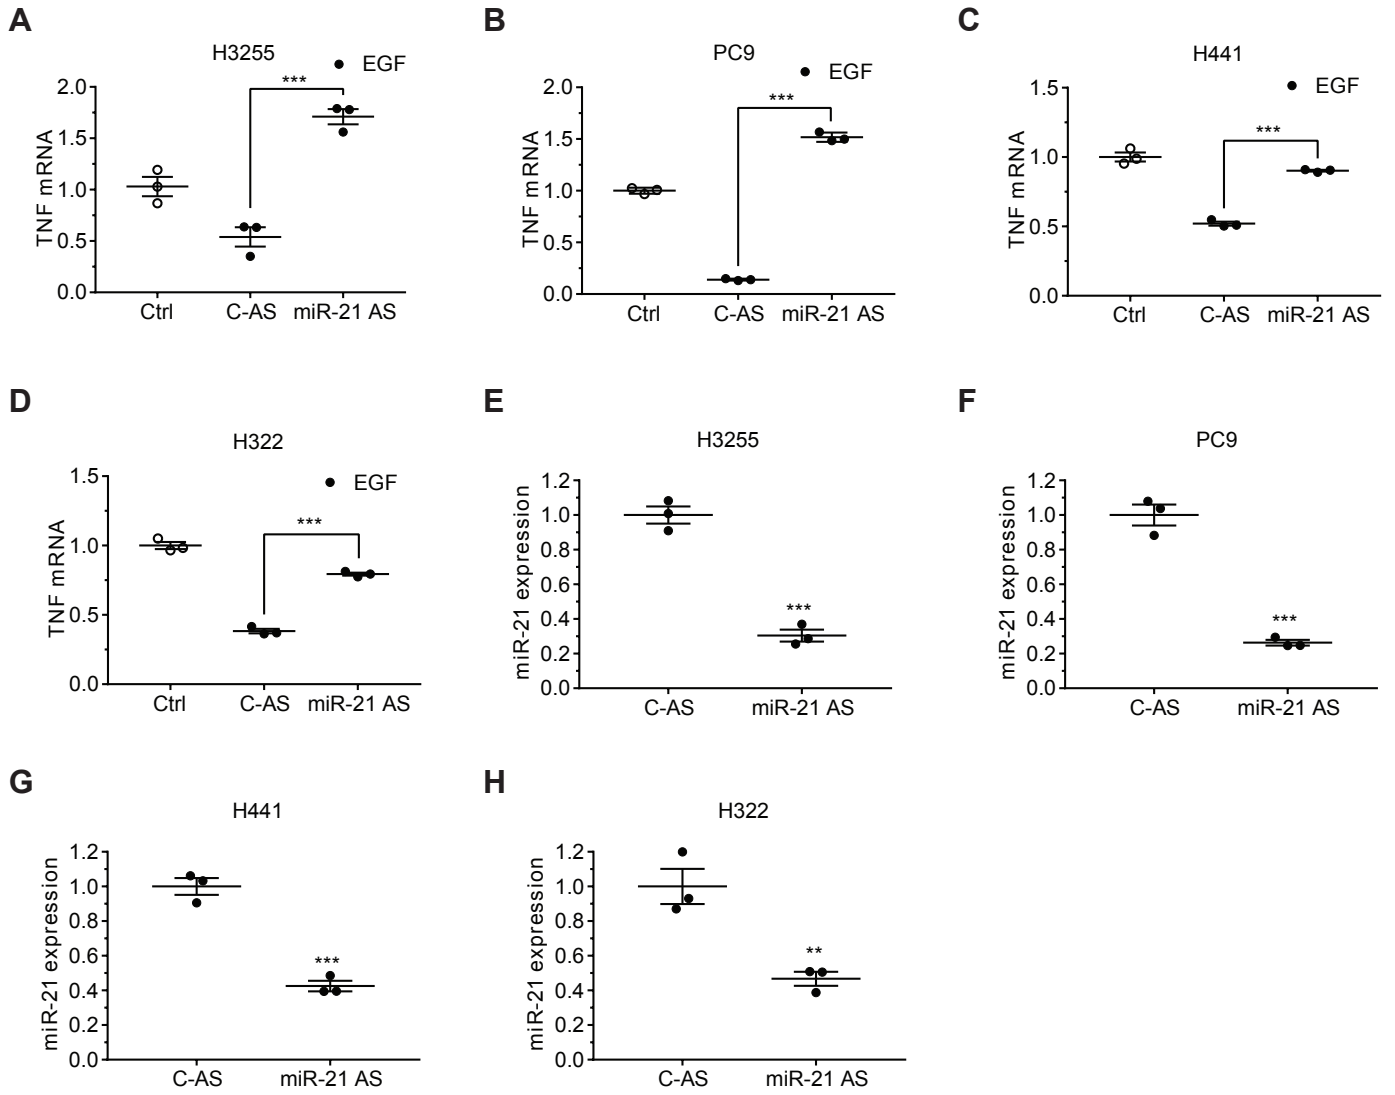 A
H3255
EGF
***
TNF mRNA
2.0
1.5
1.0
0.5
0.0
Ctrl C-AS miR-21 AS
B
PC9
EGF
***
TNF mRNA
2.0
1.5
1.0
0.5
0.0
Ctrl C-AS miR-21 AS
C
H441
EGF
***
TNF mRNA
1.5
1.0
0.5
0.0
Ctrl C-AS miR-21 AS
D
H322
EGF
***
TNF mRNA
1.5
1.0
0.5
0.0
Ctrl C-AS miR-21 AS
E
H3255
***
miR-21 expression
1.2
1.0
0.8
0.6
0.4
0.2
0.0
C-AS miR-21 AS
F
PC9
***
miR-21 expression
1.2
1.0
0.8
0.6
0.4
0.2
0.0
C-AS miR-21 AS
G
H441
***
miR-21 expression
1.2
1.0
0.8
0.6
0.4
0.2
0.0
C-AS miR-21 AS
H
H322
**
miR-21 expression
1.2
1.0
0.8
0.6
0.4
0.2
0.0
C-AS miR-21 AS